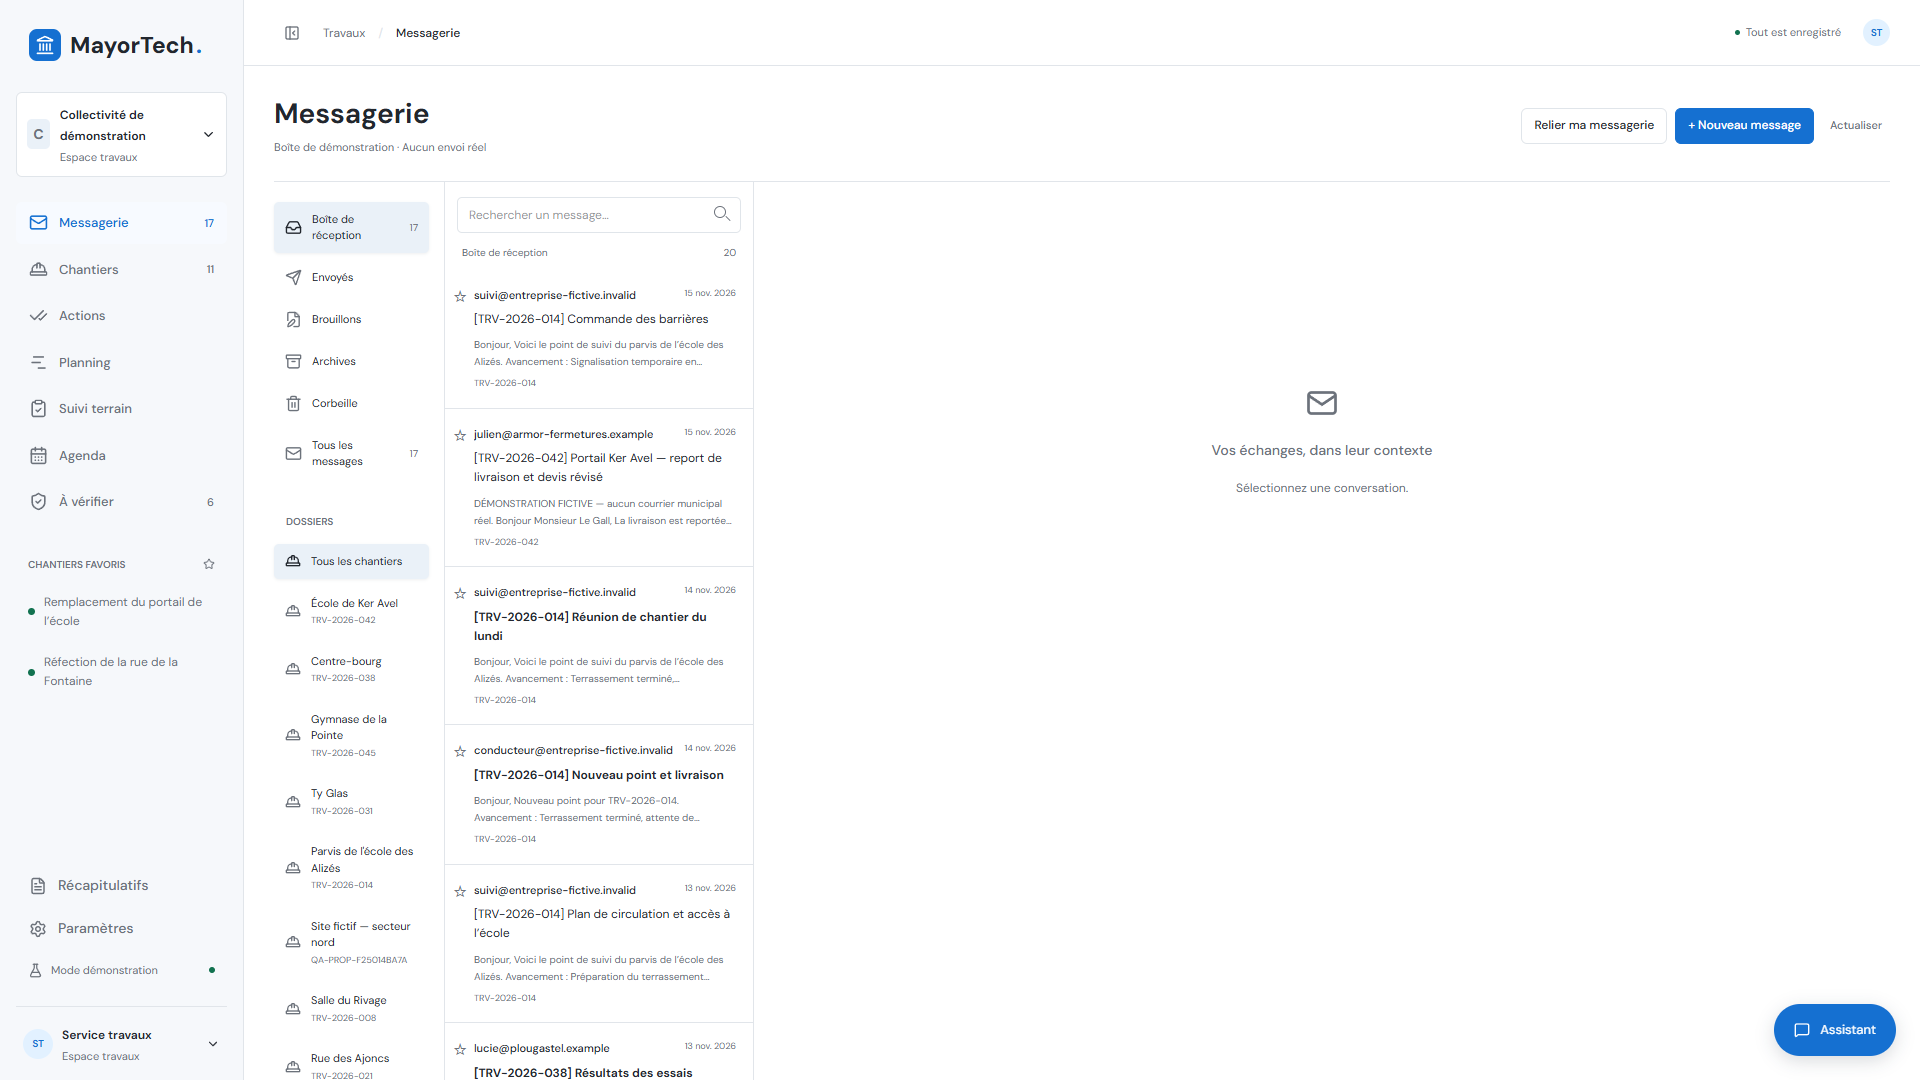 MayorTech.
C
Collectivité de
démonstration
Espace travaux
Messagerie 17
Chantiers 11
Actions
Planning
Suivi terrain
Agenda
À vérifier 6
CHANTIERS FAVORIS
Remplacement du portail de
l'école
Réfection de la rue de la
Fontaine
Récapitulatifs
Paramètres
Mode démonstration
ST
Service travaux
Espace travaux
Travaux / Messagerie
Tout est enregistré
ST
Messagerie
Boîte de démonstration · Aucun envoi réel
Relier ma messagerie
+ Nouveau message
Actualiser
Boîte de
réception
17
Envoyés
Brouillons
Archives
Corbeille
Tous les
messages
17
DOSSIERS
Tous les chantiers
École de Ker Avel
TRV-2026-042
Centre-bourg
TRV-2026-038
Gymnase de la
Pointe
TRV-2026-045
Ty Glas
TRV-2026-031
Parvis de l'école des
Alizés
TRV-2026-014
Site fictif — secteur
nord
QA-PROP-F25014BA7A
Salle du Rivage
TRV-2026-008
Rue des Ajoncs
TRV-2026-021
Rechercher un message…
Boîte de réception 20
suivi@entreprise-fictive.invalid 15 nov. 2026
[TRV-2026-014] Commande des barrières
Bonjour, Voici le point de suivi du parvis de l'école des
Alizés. Avancement : Signalisation temporaire en…
TRV-2026-014
julien@armor-fermetures.example 15 nov. 2026
[TRV-2026-042] Portail Ker Avel — report de
livraison et devis révisé
DÉMONSTRATION FICTIVE — aucun courrier municipal
réel. Bonjour Monsieur Le Gall, La livraison est reportée…
TRV-2026-042
suivi@entreprise-fictive.invalid 14 nov. 2026
[TRV-2026-014] Réunion de chantier du
lundi
Bonjour, Voici le point de suivi du parvis de l'école des
Alizés. Avancement : Terrassement terminé,…
TRV-2026-014
conducteur@entreprise-fictive.invalid 14 nov. 2026
[TRV-2026-014] Nouveau point et livraison
Bonjour, Nouveau point pour TRV-2026-014.
Avancement : Terrassement terminé, attente de…
TRV-2026-014
suivi@entreprise-fictive.invalid 13 nov. 2026
[TRV-2026-014] Plan de circulation et accès à
l'école
Bonjour, Voici le point de suivi du parvis de l'école des
Alizés. Avancement : Préparation du terrassement…
TRV-2026-014
lucie@plougastel.example 13 nov. 2026
[TRV-2026-038] Résultats des essais
Vos échanges, dans leur contexte
Sélectionnez une conversation.
Assistant